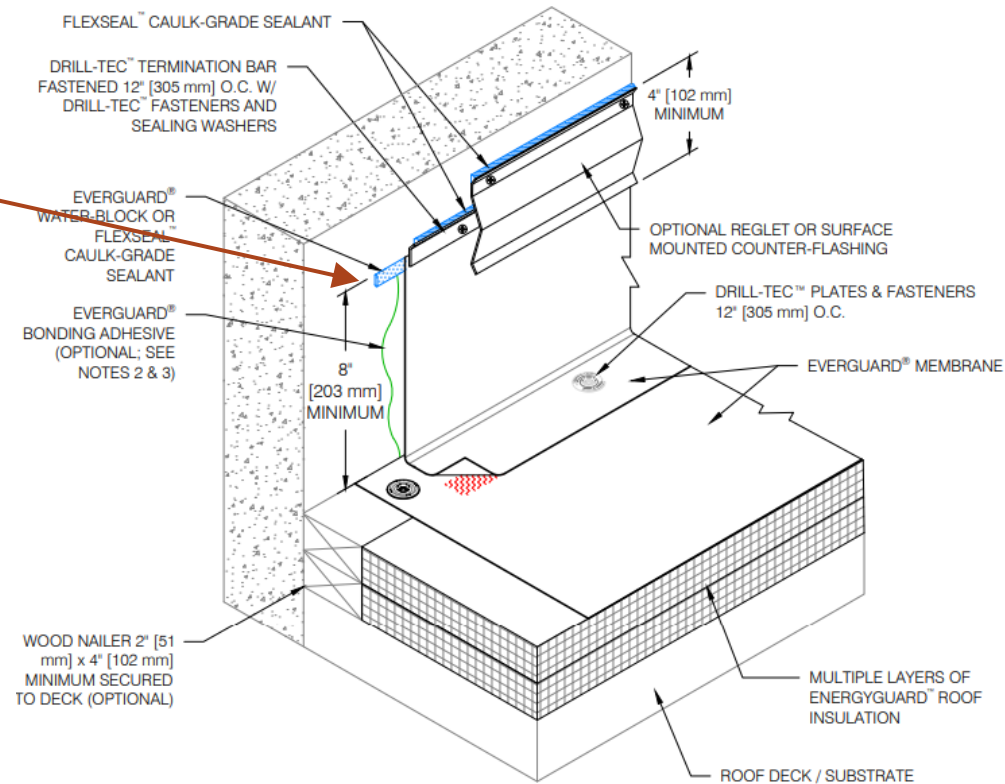 FLEXSEAL™ CAULK-GRADE SEALANT
DRILL-TEC™ TERMINATION BAR
FASTENED 12" [305 mm] O.C. W/
DRILL-TEC™ FASTENERS AND
SEALING WASHERS
4" [102 mm]
MINIMUM
EVERGUARD®
WATER-BLOCK OR
FLEXSEAL™
CAULK-GRADE
SEALANT
OPTIONAL REGLET OR SURFACE
MOUNTED COUNTER-FLASHING
DRILL-TEC™ PLATES & FASTENERS
12" [305 mm] O.C.
EVERGUARD®
BONDING ADHESIVE
(OPTIONAL; SEE
NOTES 2 & 3)
8"
[203 mm]
MINIMUM
EVERGUARD® MEMBRANE
WOOD NAILER 2" [51
mm] x 4" [102 mm]
MINIMUM SECURED
TO DECK (OPTIONAL)
MULTIPLE LAYERS OF
ENERGYGUARD™ ROOF
INSULATION
ROOF DECK / SUBSTRATE